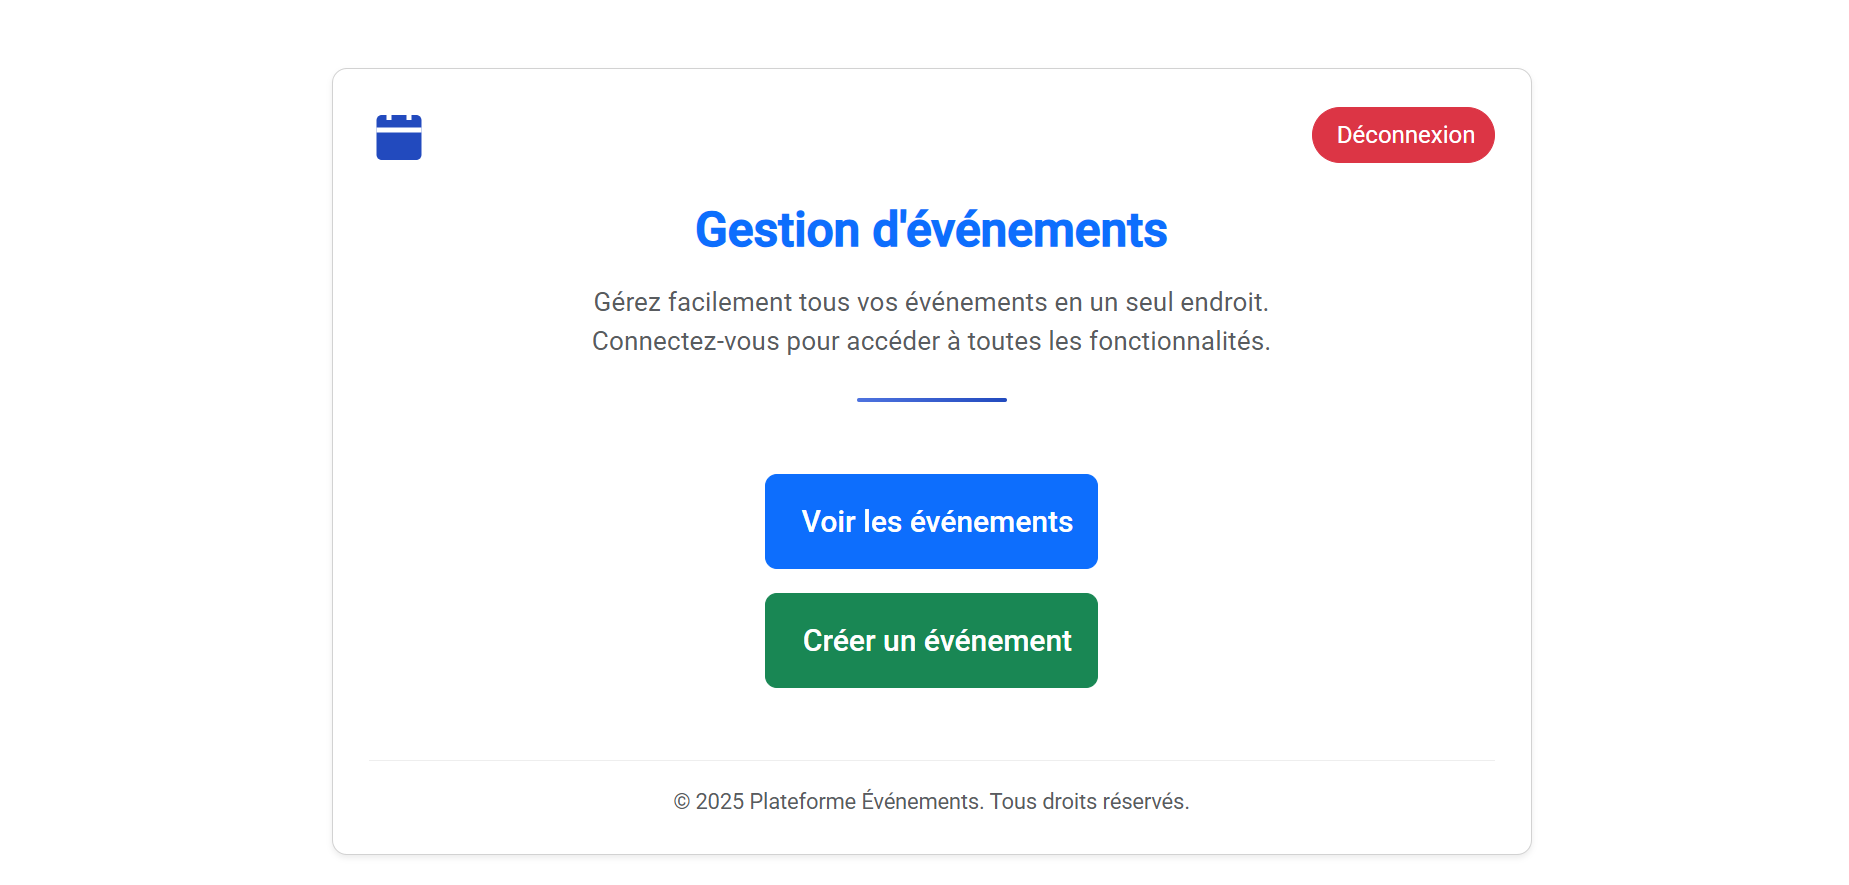 Déconnexion
Gestion d'événements
Gérez facilement tous vos événements en un seul endroit.
Connectez-vous pour accéder à toutes les fonctionnalités.
Voir les événements
Créer un événement
© 2025 Plateforme Événements. Tous droits réservés.